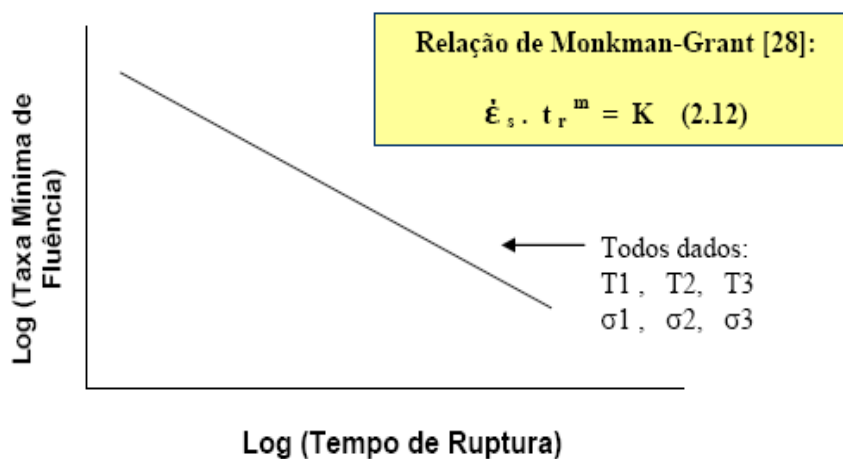 Relação de Monkman-Grant [28]:
ε̇ s . t r m = K (2.12)
Log (Taxa Mínima de
Fluência)
Todos dados:
T1 , T2, T3
σ1 , σ2, σ3
Log (Tempo de Ruptura)